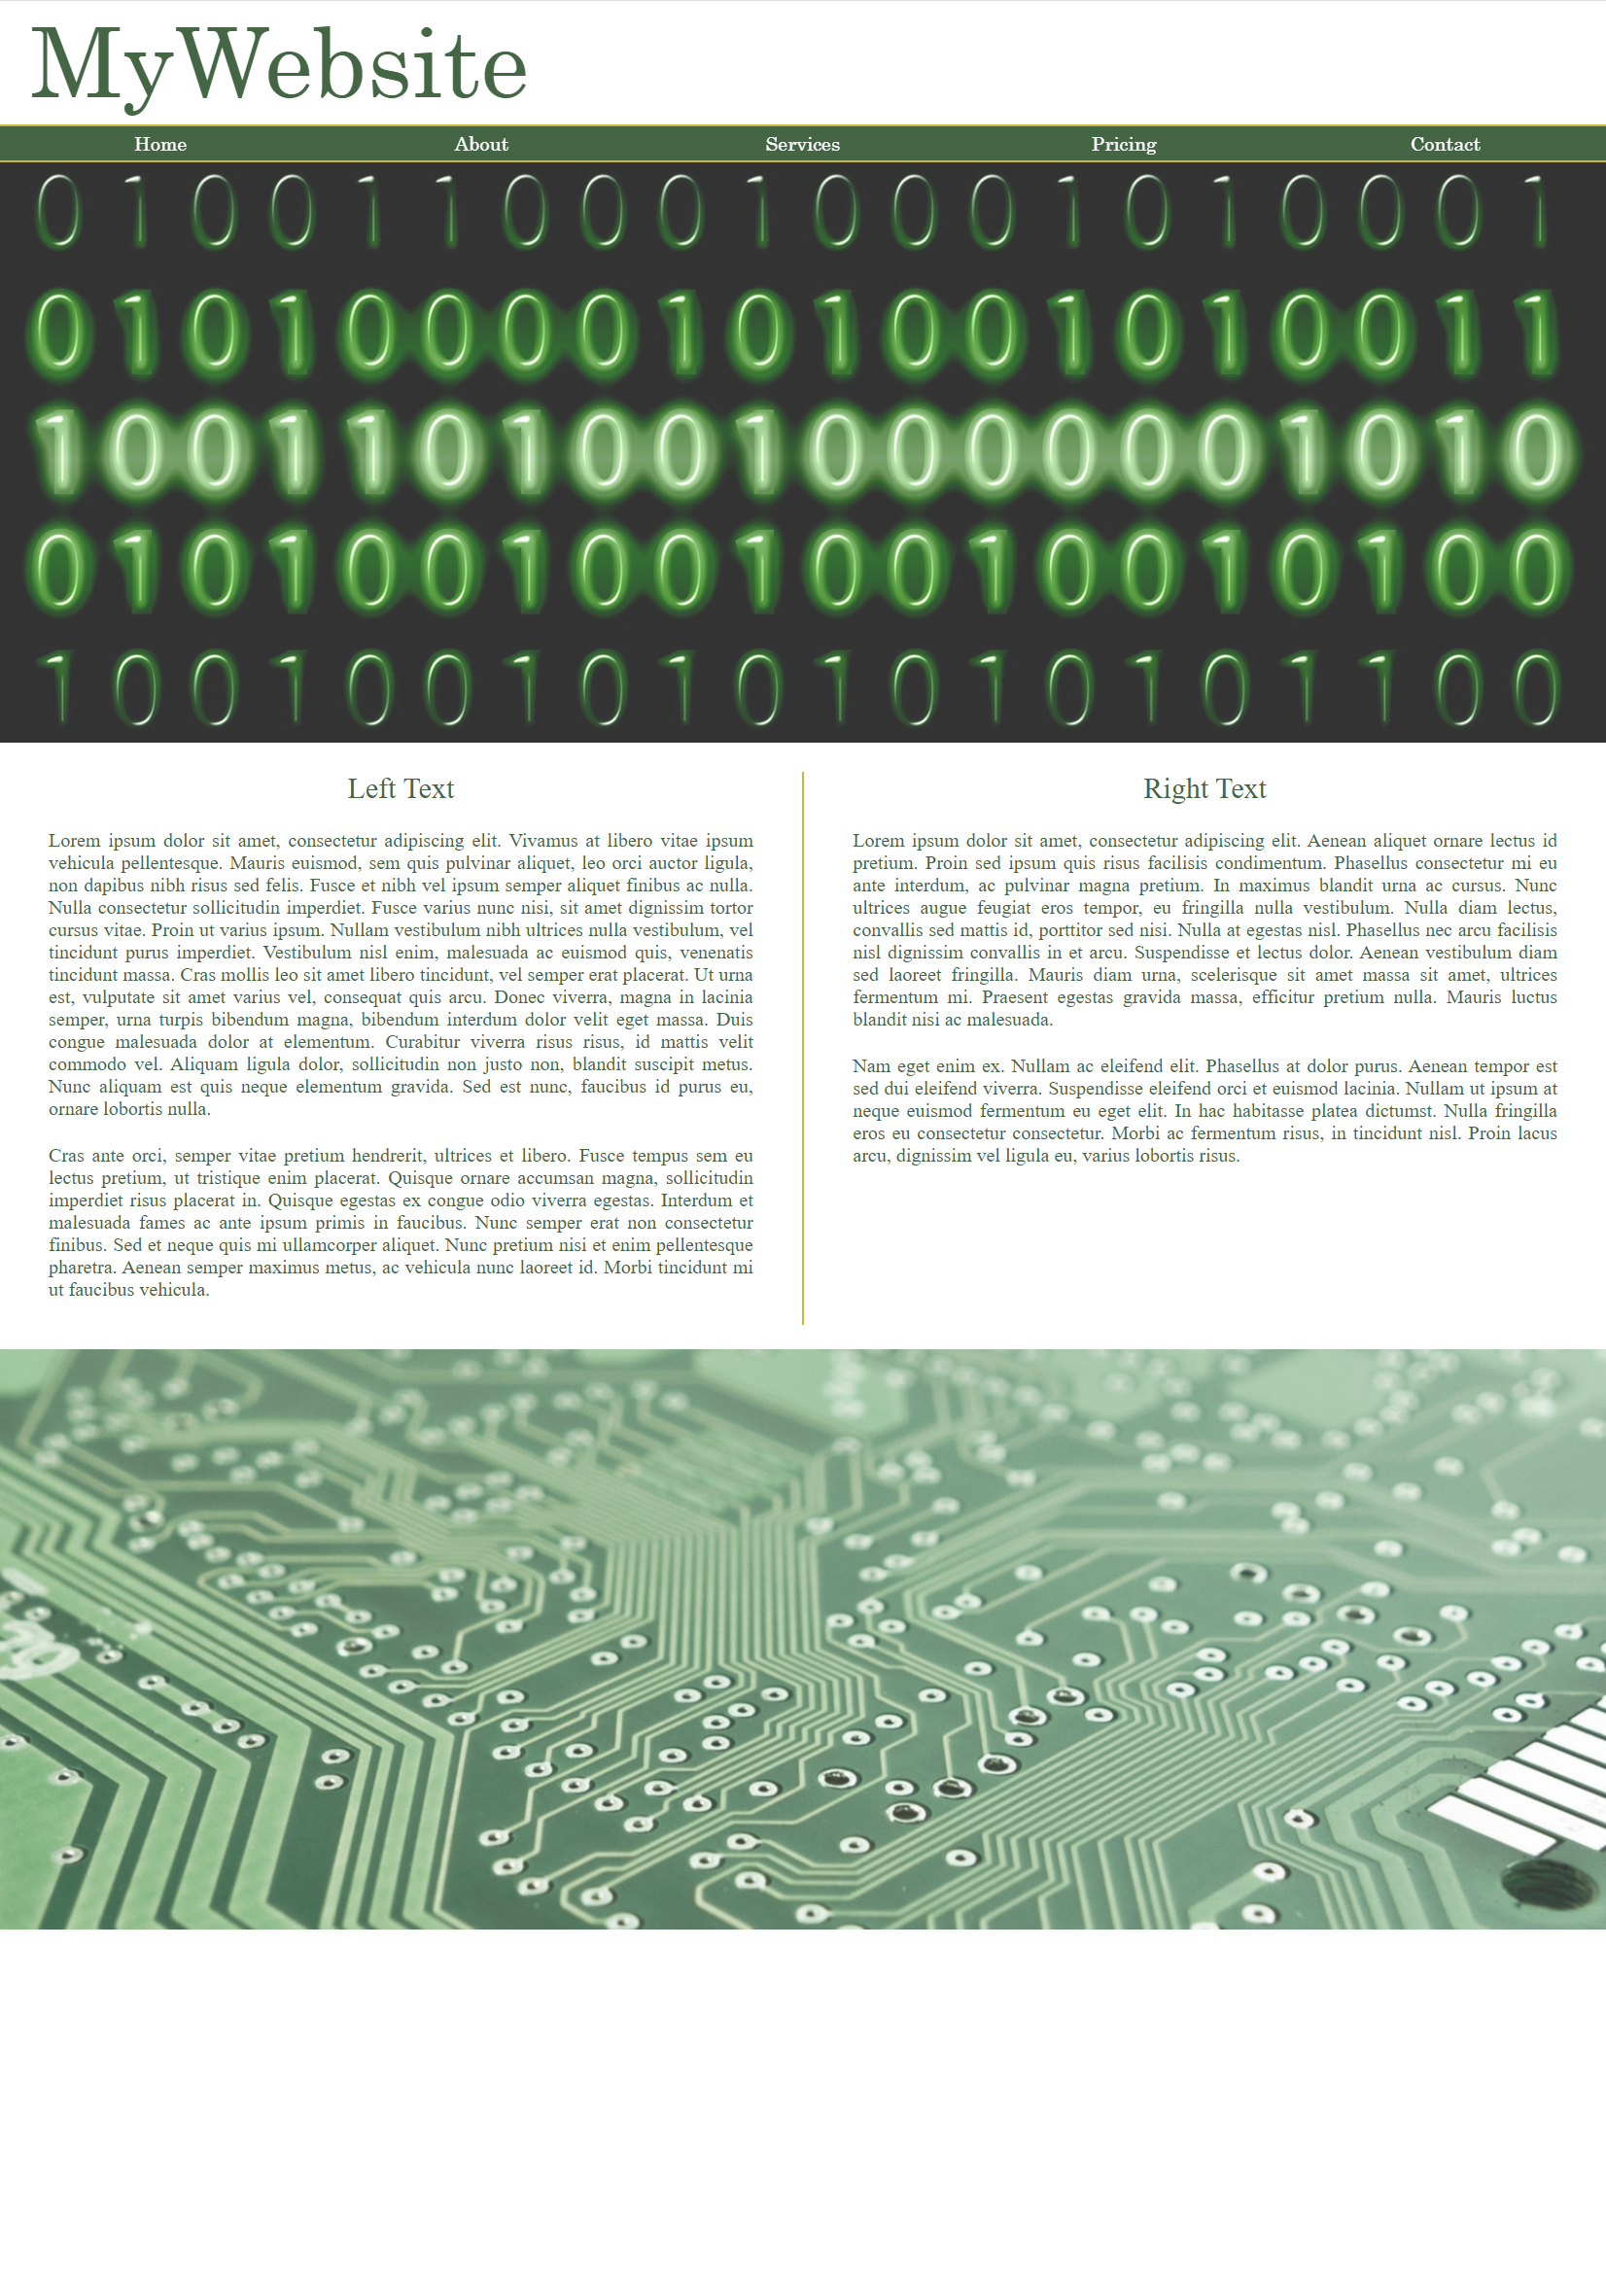 MyWebsite
Home About Services Pricing Contact
0 1 0 0 1 1 0 0 0 1 0 0 0 1 0 1 0 0 0 1
0 1 0 1 0 0 0 0 1 0 1 0 0 1 0 1 0 0 1 1
1 0 0 1 1 0 1 0 0 1 0 0 0 0 0 0 1 0 1 0
0 1 0 1 0 0 1 0 0 1 0 0 1 0 0 1 0 1 0 0
1 0 0 1 0 0 1 0 1 0 1 0 1 0 1 0 1 1 0 0
Left Text
Lorem ipsum dolor sit amet, consectetur adipiscing elit. Vivamus at libero vitae ipsum
vehicula pellentesque. Mauris euismod, sem quis pulvinar aliquet, leo orci auctor ligula,
non dapibus nibh risus sed felis. Fusce et nibh vel ipsum semper aliquet finibus ac nulla.
Nulla consectetur sollicitudin imperdiet. Fusce varius nunc nisi, sit amet dignissim tortor
cursus vitae. Proin ut varius ipsum. Nullam vestibulum nibh ultrices nulla vestibulum, vel
tincidunt purus imperdiet. Vestibulum nisl enim, malesuada ac euismod quis, venenatis
tincidunt massa. Cras mollis leo sit amet libero tincidunt, vel semper erat placerat. Ut urna
est, vulputate sit amet varius vel, consequat quis arcu. Donec viverra, magna in lacinia
semper, urna turpis bibendum magna, bibendum interdum dolor velit eget massa. Duis
congue malesuada dolor at elementum. Curabitur viverra risus risus, id mattis velit
commodo vel. Aliquam ligula dolor, sollicitudin non justo non, blandit suscipit metus.
Nunc aliquam est quis neque elementum gravida. Sed est nunc, faucibus id purus eu,
ornare lobortis nulla.
Cras ante orci, semper vitae pretium hendrerit, ultrices et libero. Fusce tempus sem eu
lectus pretium, ut tristique enim placerat. Quisque ornare accumsan magna, sollicitudin
imperdiet risus placerat in. Quisque egestas ex congue odio viverra egestas. Interdum et
malesuada fames ac ante ipsum primis in faucibus. Nunc semper erat non consectetur
finibus. Sed et neque quis mi ullamcorper aliquet. Nunc pretium nisi et enim pellentesque
pharetra. Aenean semper maximus metus, ac vehicula nunc laoreet id. Morbi tincidunt mi
ut faucibus vehicula.
Right Text
Lorem ipsum dolor sit amet, consectetur adipiscing elit. Aenean aliquet ornare lectus id
pretium. Proin sed ipsum quis risus facilisis condimentum. Phasellus consectetur mi eu
ante interdum, ac pulvinar magna pretium. In maximus blandit urna ac cursus. Nunc
ultrices augue feugiat eros tempor, eu fringilla nulla vestibulum. Nulla diam lectus,
convallis sed mattis id, porttitor sed nisi. Nulla at egestas nisl. Phasellus nec arcu facilisis
nisl dignissim convallis in et arcu. Suspendisse et lectus dolor. Aenean vestibulum diam
sed laoreet fringilla. Mauris diam urna, scelerisque sit amet massa sit amet, ultrices
fermentum mi. Praesent egestas gravida massa, efficitur pretium nulla. Mauris luctus
blandit nisi ac malesuada.
Nam eget enim ex. Nullam ac eleifend elit. Phasellus at dolor purus. Aenean tempor est
sed dui eleifend viverra. Suspendisse eleifend orci et euismod lacinia. Nullam ut ipsum at
neque euismod fermentum eu eget elit. In hac habitasse platea dictumst. Nulla fringilla
eros eu consectetur consectetur. Morbi ac fermentum risus, in tincidunt nisl. Proin lacus
arcu, dignissim vel ligula eu, varius lobortis risus.